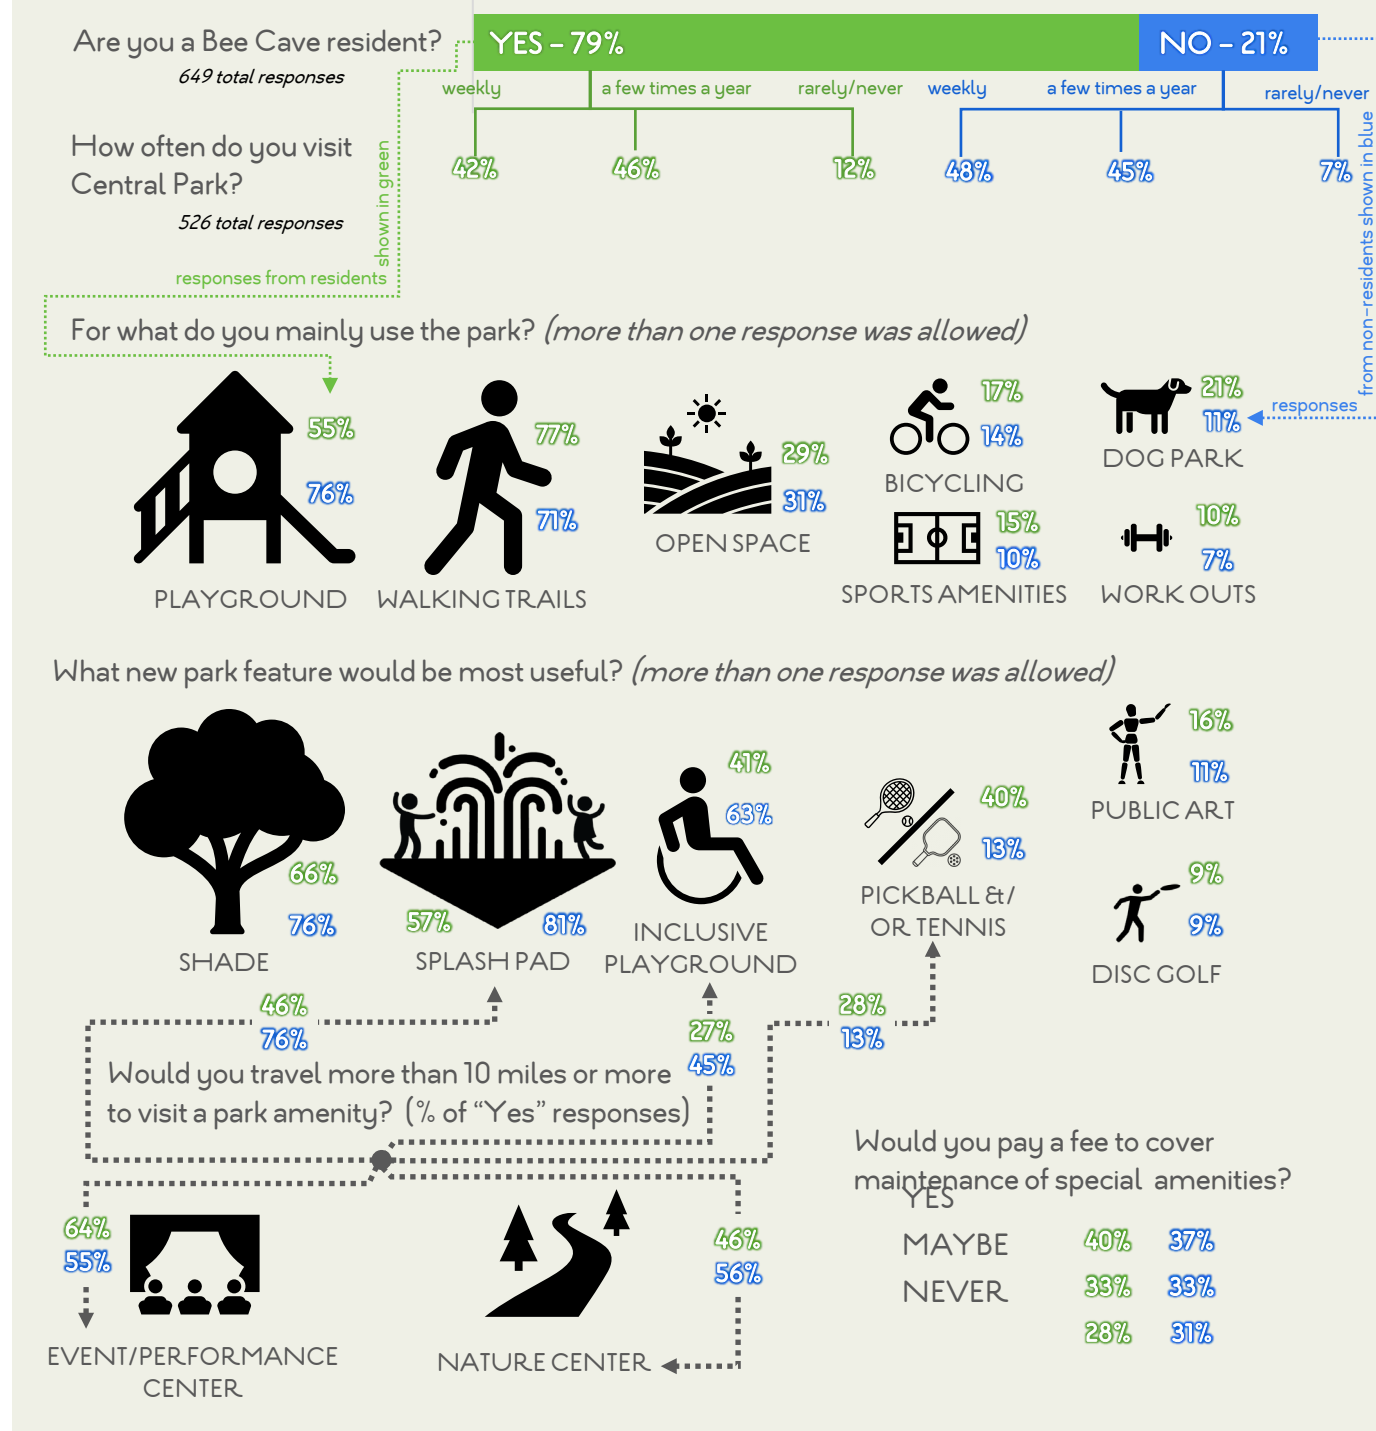 Are you a Bee Cave resident?
649 total responses
YES – 79%
NO – 21%
weekly
a few times a year
rarely/never
weekly
a few times a year
rarely/never
42%
46%
12%
48%
45%
7%
How often do you visit
Central Park?
526 total responses
shown in green
responses from residents
from non-residents shown in blue
responses
For what do you mainly use the park? (more than one response was allowed)
55%
76%
PLAYGROUND
77%
71%
WALKING TRAILS
29%
31%
OPEN SPACE
17%
14%
BICYCLING
21%
11%
DOG PARK
15%
10%
SPORTS AMENITIES
10%
7%
WORK OUTS
What new park feature would be most useful? (more than one response was allowed)
66%
76%
SHADE
57%
81%
SPLASH PAD
41%
63%
INCLUSIVE
PLAYGROUND
40%
13%
PICKBALL &/
OR TENNIS
16%
11%
PUBLIC ART
9%
9%
DISC GOLF
46%
76%
27%
45%
28%
13%
Would you travel more than 10 miles or more
to visit a park amenity? (% of “Yes” responses)
64%
55%
EVENT/PERFORMANCE
CENTER
46%
56%
NATURE CENTER
Would you pay a fee to cover
maintenance of special amenities?
YES
MAYBE
NEVER
40% 37%
33% 33%
28% 31%